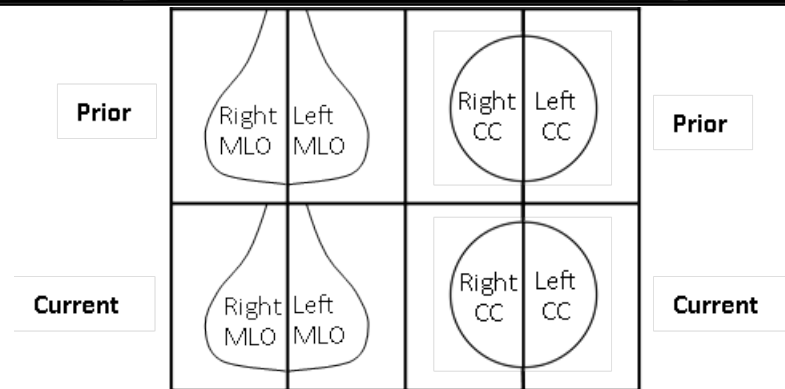 Prior
Right
MLO
Left
MLO
Right
CC
Left
CC
Prior
Current
Right
MLO
Left
MLO
Right
CC
Left
CC
Current